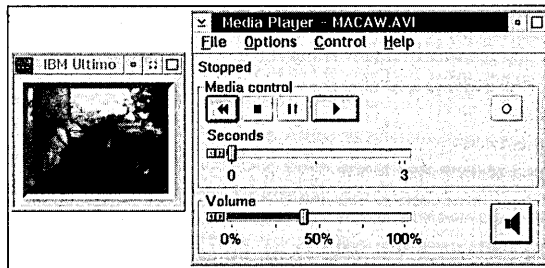 IBM Ultimo
Media Player - MACAW.AVI
File Options Control Help
Stopped
Media control
Seconds
0 3
Volume
0% 50% 100%